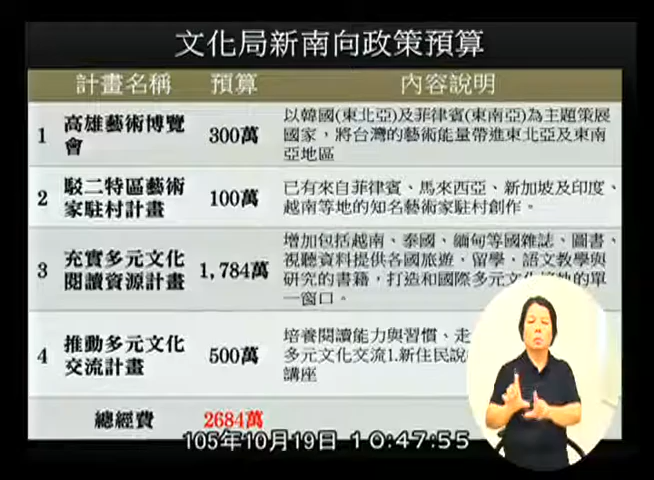 文化局新南向政策預算
計畫名稱 預算 內容說明
1 高雄藝術博覽會 300萬 以韓國(東北亞)及菲律賓(東南亞)為主題策展
國家，將台灣的藝術能量帶進東北亞及東南
亞地區
2 駁二特區藝術家駐村計畫 100萬 已有來自菲律賓、馬來西亞、新加坡及印度、
越南等地的知名藝術家駐村創作。
3 充實多元文化閱讀資源計畫 1,784萬 增加包括越南、泰國、緬甸等國雜誌、圖書、
視聽資料提供各國旅遊，留學，語文教學與
研究的書籍，打造和國際多元文化接地的單
一窗口。
4 推動多元文化交流計畫 500萬 培養閱讀能力與習慣、走
多元文化交流1.新住民說
講座
總經費 2684萬
105年10月19日 10:47:55